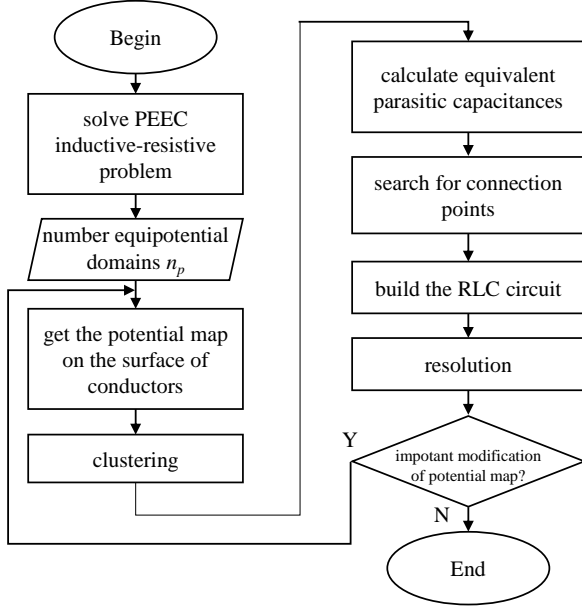 Begin
solve PEEC
inductive-resistive
problem
number equipotential
domains n_p
get the potential map
on the surface of
conductors
clustering
calculate equivalent
parasitic capacitances
search for connection
points
build the RLC circuit
resolution
impotant modification
of potential map?
Y
N
End